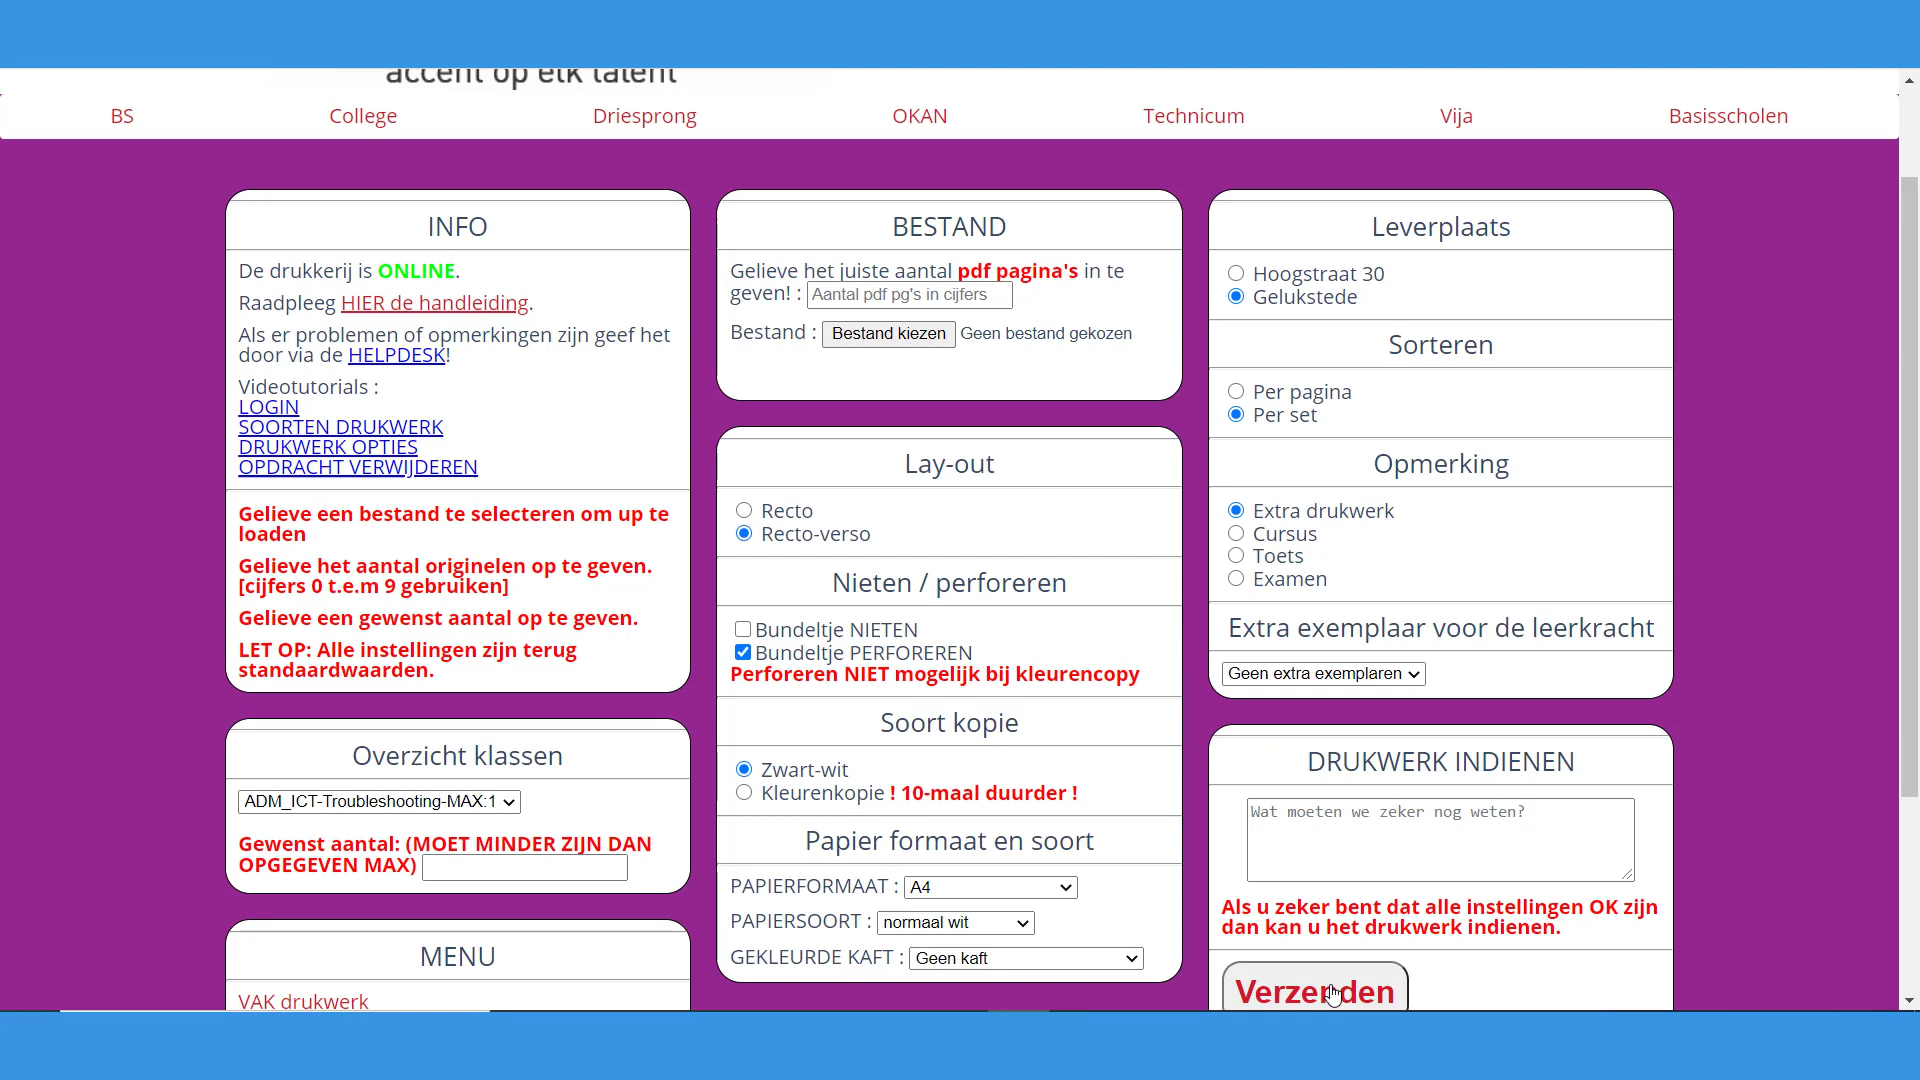 accent op elk talent
BS College Driesprong OKAN Technicum Vija Basisscholen
INFO
De drukkerij is ONLINE.
Raadpleeg HIER de handleiding.
Als er problemen of opmerkingen zijn geef het
door via de HELPDESK!
Videotutorials :
LOGIN
SOORTEN DRUKWERK
DRUKWERK OPTIES
OPDRACHT VERWIJDEREN
Gelieve een bestand te selecteren om up te
loaden
Gelieve het aantal originelen op te geven.
[cijfers 0 t.e.m 9 gebruiken]
Gelieve een gewenst aantal op te geven.
LET OP: Alle instellingen zijn terug
standaardwaarden.
Overzicht klassen
ADM_ICT-Troubleshooting-MAX:1
Gewenst aantal: (MOET MINDER ZIJN DAN
OPGEGEVEN MAX)
MENU
VAK drukwerk
BESTAND
Gelieve het juiste aantal pdf pagina's in te
geven! : Aantal pdf pg's in cijfers
Bestand : Bestand kiezen Geen bestand gekozen
Lay-out
Recto
Recto-verso
Nieten / perforeren
Bundeltje NIETEN
Bundeltje PERFOREREN
Perforeren NIET mogelijk bij kleurencopy
Soort kopie
Zwart-wit
Kleurenkopie ! 10-maal duurder !
Papier formaat en soort
PAPIERFORMAAT : A4
PAPIERSOORT : normaal wit
GEKLEURDE KAFT : Geen kaft
Leverplaats
Hoogstraat 30
Gelukstede
Sorteren
Per pagina
Per set
Opmerking
Extra drukwerk
Cursus
Toets
Examen
Extra exemplaar voor de leerkracht
Geen extra exemplaren
DRUKWERK INDIENEN
Wat moeten we zeker nog weten?
Als u zeker bent dat alle instellingen OK zijn
dan kan u het drukwerk indienen.
Verzenden